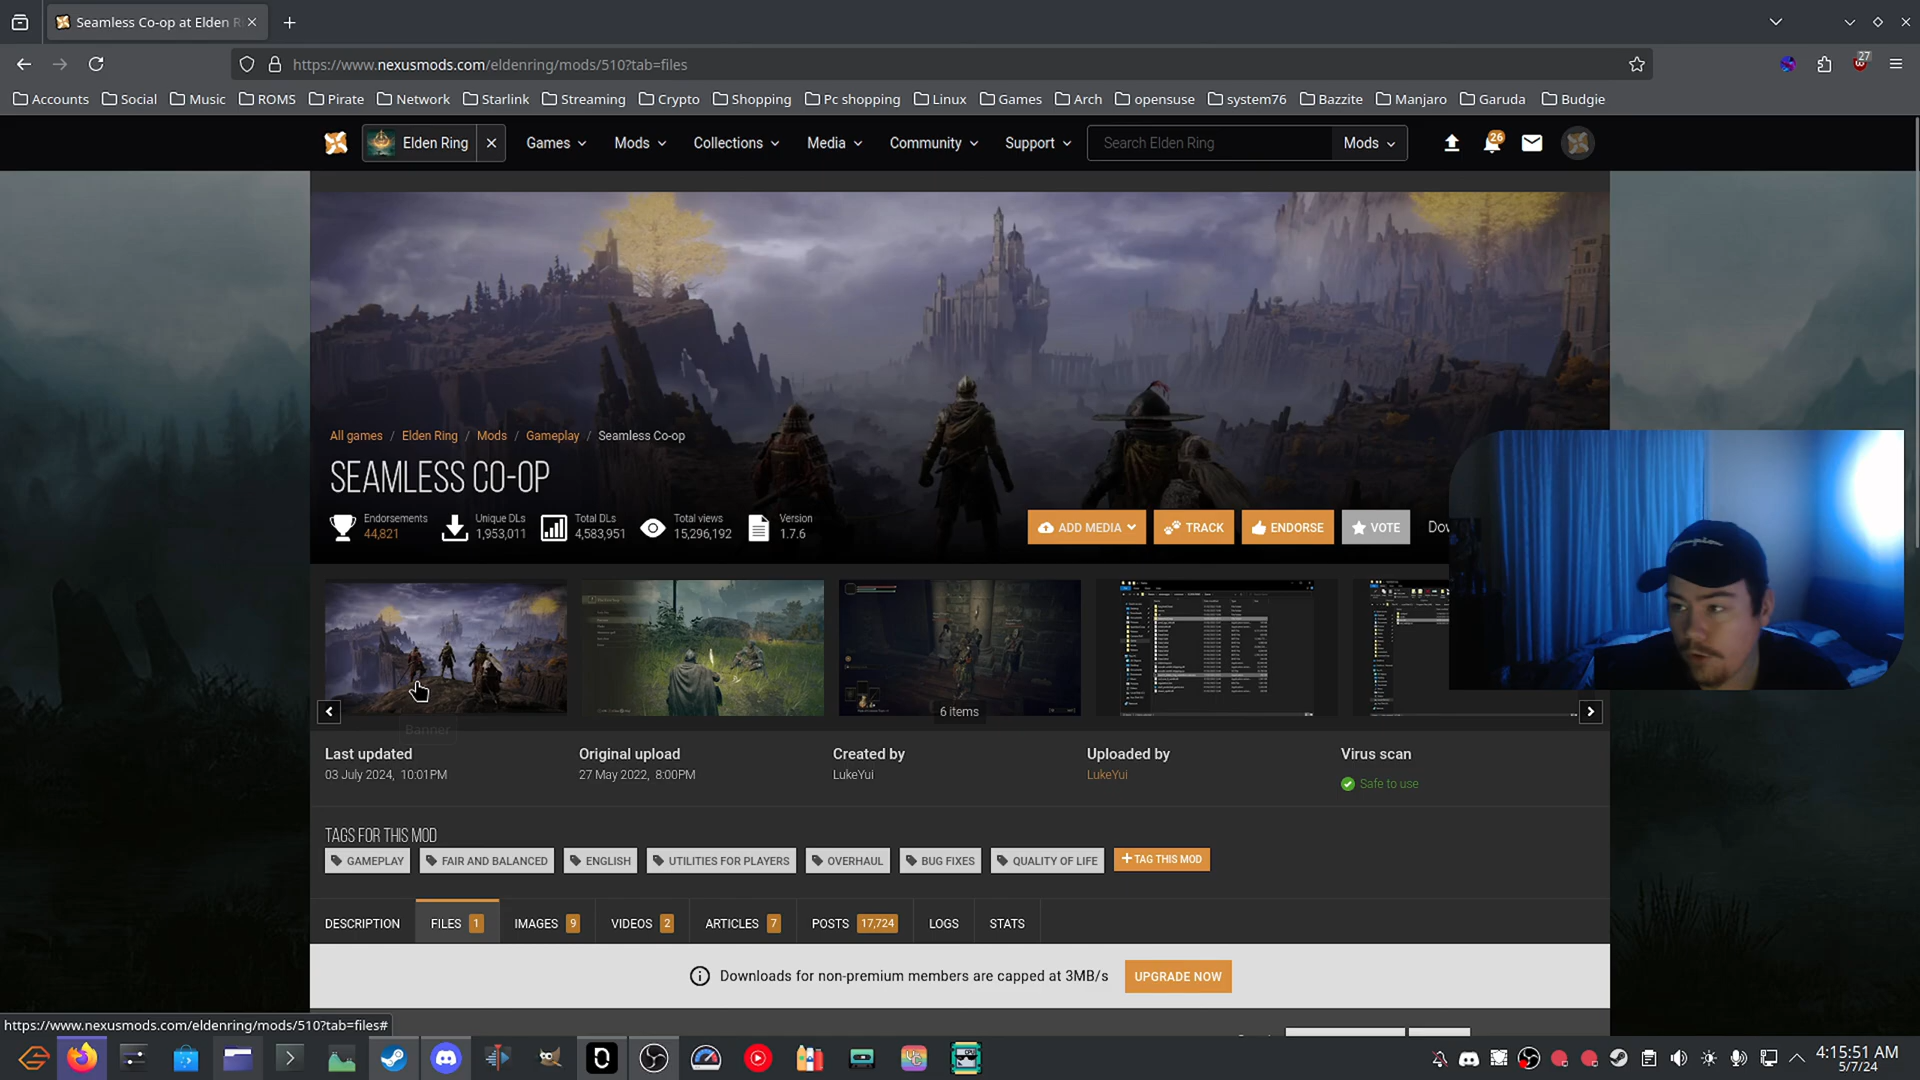 Seamless Co-op at Elden R
https://www.nexusmods.com/eldenring/mods/510?tab=files
27
Accounts Social Music ROMS Pirate Network Starlink Streaming Crypto Shopping Pc shopping Linux Games Arch opensuse system76 Bazzite Manjaro Garuda Budgie
Elden Ring Games Mods Collections Media Community Support Search Elden Ring Mods 26
All games / Elden Ring / Mods / Gameplay / Seamless Co-op
SEAMLESS CO-OP
Endorsements Unique DLs Total DLs Total views Version
44,821 1,953,011 4,583,951 15,296,192 1.7.6
ADD MEDIA TRACK ENDORSE VOTE Dow
6 items
Banner
Last updated Original upload Created by Uploaded by Virus scan
03 July 2024, 10:01PM 27 May 2022, 8:00PM LukeYui LukeYui Safe to use
TAGS FOR THIS MOD
GAMEPLAY FAIR AND BALANCED ENGLISH UTILITIES FOR PLAYERS OVERHAUL BUG FIXES QUALITY OF LIFE +TAG THIS MOD
DESCRIPTION FILES 1 IMAGES 9 VIDEOS 2 ARTICLES 7 POSTS 17,724 LOGS STATS
Downloads for non-premium members are capped at 3MB/s UPGRADE NOW
https://www.nexusmods.com/eldenring/mods/510?tab=files#
4:15:51 AM
5/7/24